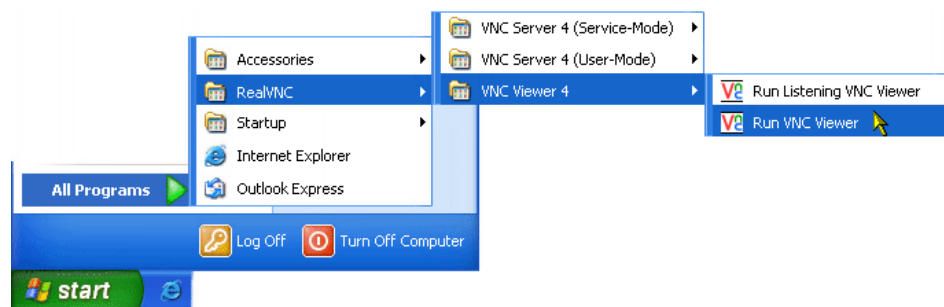 VNC Server 4 (Service-Mode)
Accessories
VNC Server 4 (User-Mode)
RealVNC
VNC Viewer 4
Run Listening VNC Viewer
Startup
Run VNC Viewer
Internet Explorer
All Programs
Outlook Express
Log Off
Turn Off Computer
start